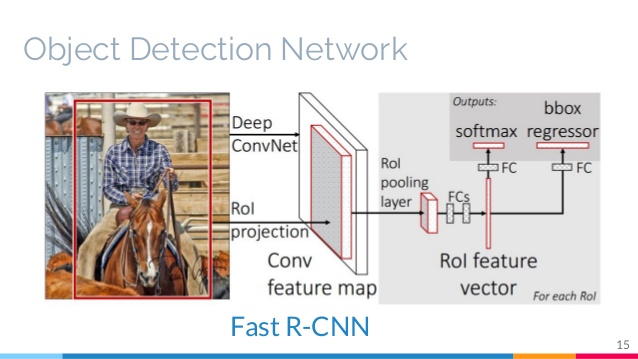 Object Detection Network
Deep
ConvNet
RoI
projection
Conv
feature map
RoI
pooling
layer
FCs
Outputs:
softmax
bbox
regressor
FC
FC
RoI feature
vector
For each RoI
Fast R-CNN
15